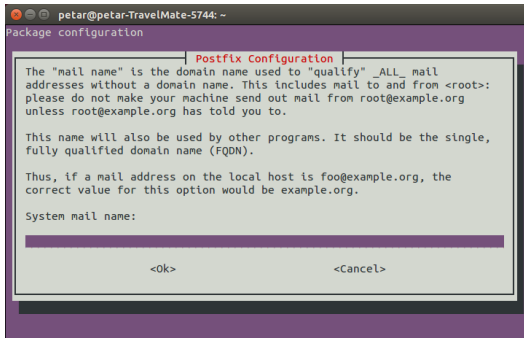 petar@petar-TravelMate-5744: ~
Package configuration
Postfix Configuration
The "mail name" is the domain name used to "qualify" _ALL_ mail
addresses without a domain name. This includes mail to and from <root>:
please do not make your machine send out mail from root@example.org
unless root@example.org has told you to.
This name will also be used by other programs. It should be the single,
fully qualified domain name (FQDN).
Thus, if a mail address on the local host is foo@example.org, the
correct value for this option would be example.org.
System mail name:
<Ok> <Cancel>